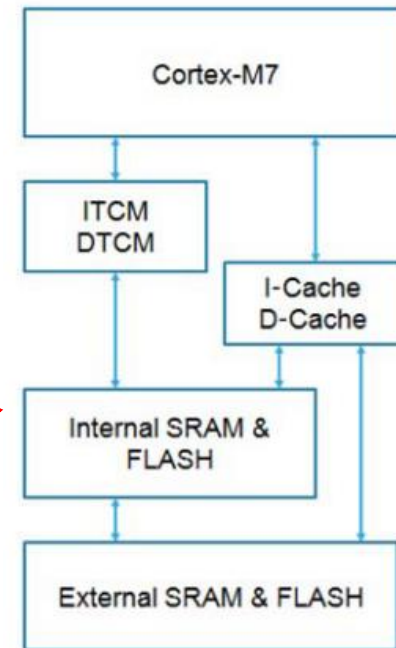 Cortex-M7
ITCM
DTCM
I-Cache
D-Cache
Internal SRAM &
FLASH
External SRAM & FLASH